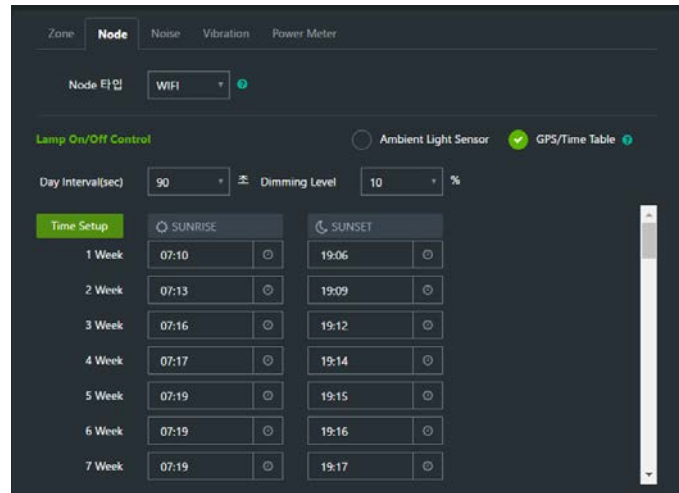 Zone Node Noise Vibration Power Meter
Node 타입 WIFI
Lamp On/Off Control Ambient Light Sensor GPS/Time Table
Day Interval(sec) 90 초 Dimming Level 10 %
Time Setup SUNRISE SUNSET
1 Week 07:10 19:06
2 Week 07:13 19:09
3 Week 07:16 19:12
4 Week 07:17 19:14
5 Week 07:19 19:15
6 Week 07:19 19:16
7 Week 07:19 19:17